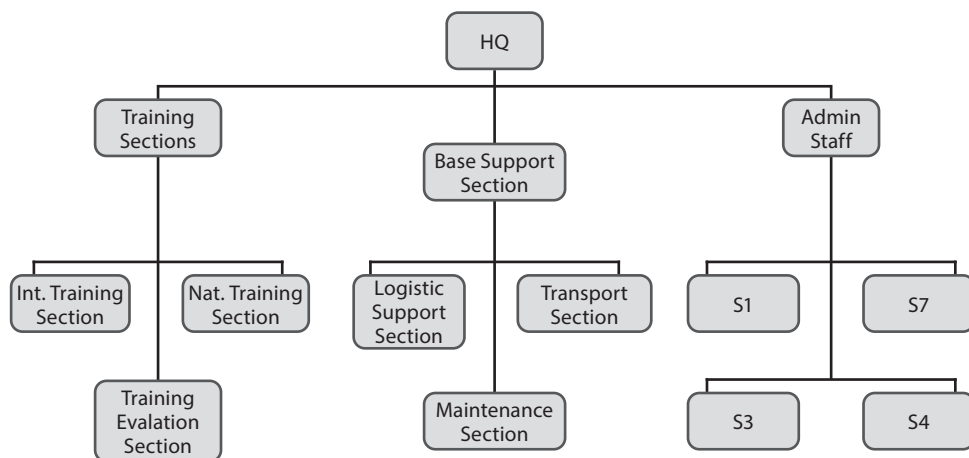 HQ
Training
Sections
Base Support
Section
Admin
Staff
Int. Training
Section
Nat. Training
Section
Logistic
Support
Section
Transport
Section
S1
S7
Training
Evalation
Section
Maintenance
Section
S3
S4